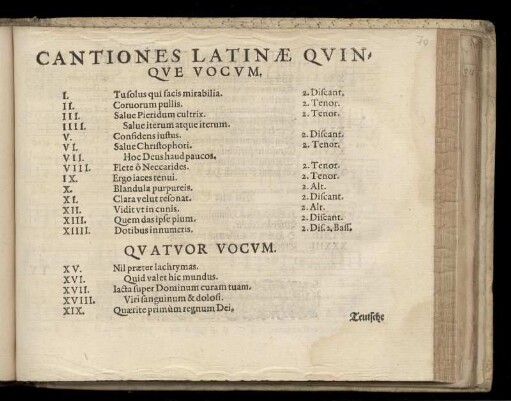 70
CANTIONES LATINÆ QVIN-
QVE VOCVM.
I. Tu solus qui facis mirabilia. 2. Discant.
II. Coruorum pullis. 2. Tenor.
III. Salue Pieridum cultrix. 2. Tenor.
IIII. Salue iterum atque iterum.
V. Confidens iustus. 2. Discant.
VI. Salue Christophori. 2. Tenor.
VII. Hoc Deus haud paucos.
VIII. Flete ô Neccarides. 2. Tenor.
IX. Ergo iaces tenui. 2. Tenor.
X. Blandula purpureis. 2. Alt.
XI. Clara velut resonat. 2. Discant.
XII. Vidit vt in cunis. 2. Alt.
XIII. Quem das ipse pium. 2. Discant.
XIIII. Dotibus innumeris. 2. Dis. 2. Bass.
QVATVOR VOCVM.
XV. Nil præter lachrymas.
XVI. Quid valet hic mundus.
XVII. Iacta super Dominum curam tuam.
XVIII. Viri sanguinum & dolosi.
XIX. Quærite primùm regnum Dei.
Teutsche